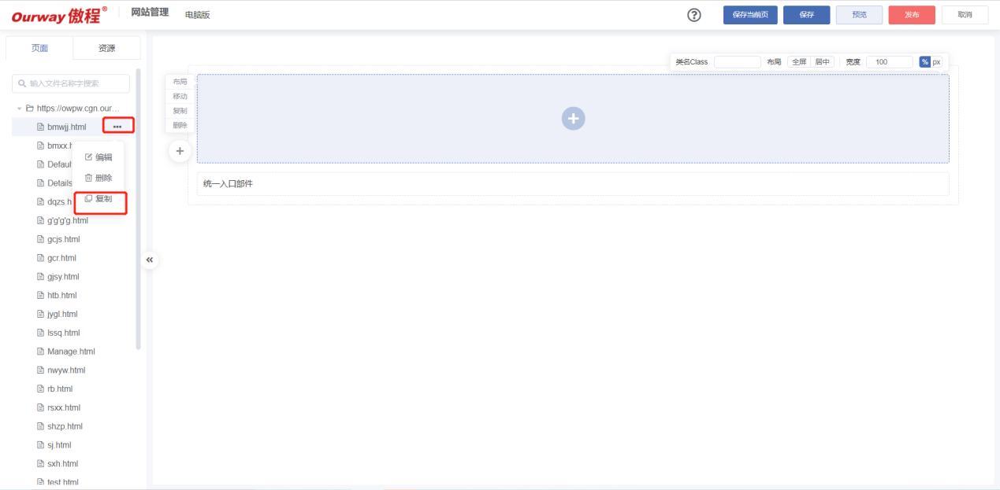 Ourway 傲程®
网站管理
电脑版
保存当前页
保存
预览
发布
取消
页面
资源
输入文件名称字搜索
https://owpw.cgn.our...
bmwjj.html
bmxx.h
编辑
Defaul
删除
Details
复制
dqzs.h
g'g'g'g.html
gcjs.html
gcr.html
gjsy.html
htb.html
jygl.html
lssq.html
Manage.html
nwyw.html
rb.html
rsxx.html
shzp.html
sj.html
sxh.html
test.html
类名Class
布局
全屏
居中
宽度
100
%
px
布局
移动
复制
删除
统一入口部件